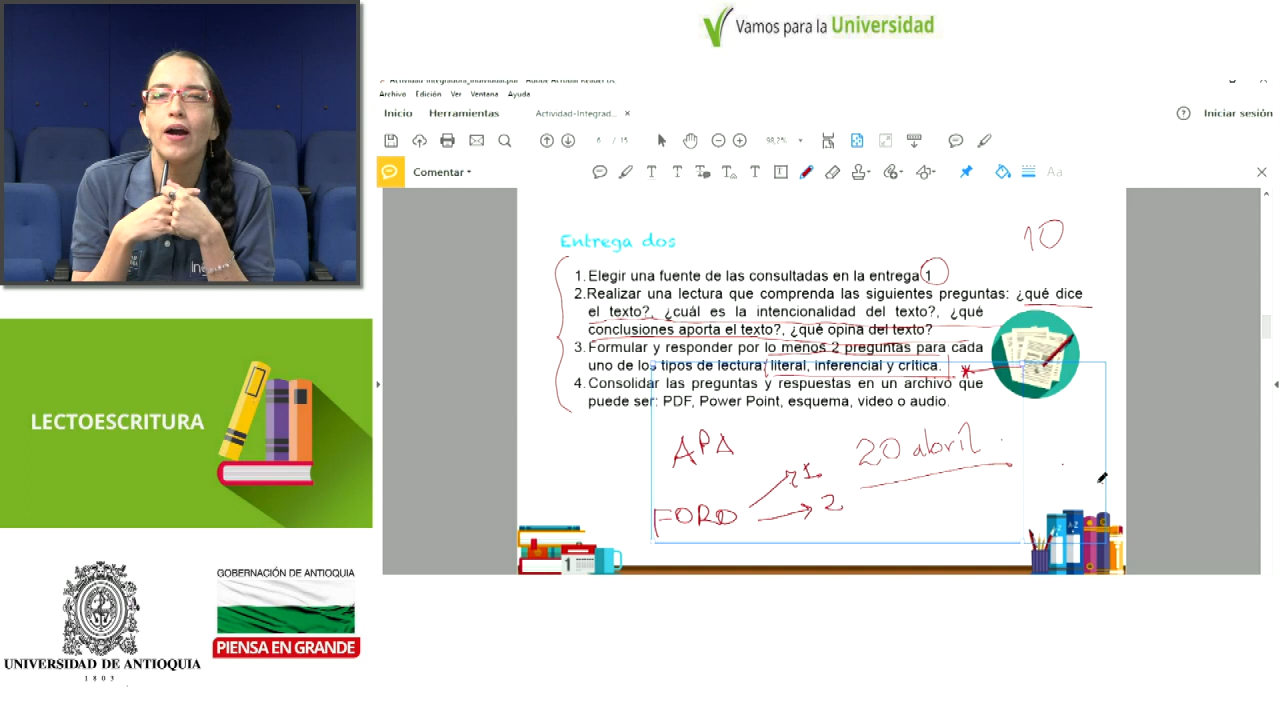 Vamos para la Universidad
Archivo Edición Ver Ventana Ayuda
Inicio Herramientas Actividad-Integrad... × Iniciar sesión
6 / 15 98,2%
Comentar
Entrega dos
10
1.Elegir una fuente de las consultadas en la entrega 1
2.Realizar una lectura que comprenda las siguientes preguntas: ¿qué dice
el texto?, ¿cuál es la intencionalidad del texto?, ¿qué
conclusiones aporta el texto?, ¿qué opina del texto?
3.Formular y responder por lo menos 2 preguntas para cada
uno de los tipos de lectura: literal, inferencial y crítica.
4.Consolidar las preguntas y respuestas en un archivo que
puede ser: PDF, Power Point, esquema, video o audio.
APA
20 abril
FORO
1
2
LECTOESCRITURA
UNIVERSIDAD DE ANTIOQUIA
1803
GOBERNACIÓN DE ANTIOQUIA
PIENSA EN GRANDE